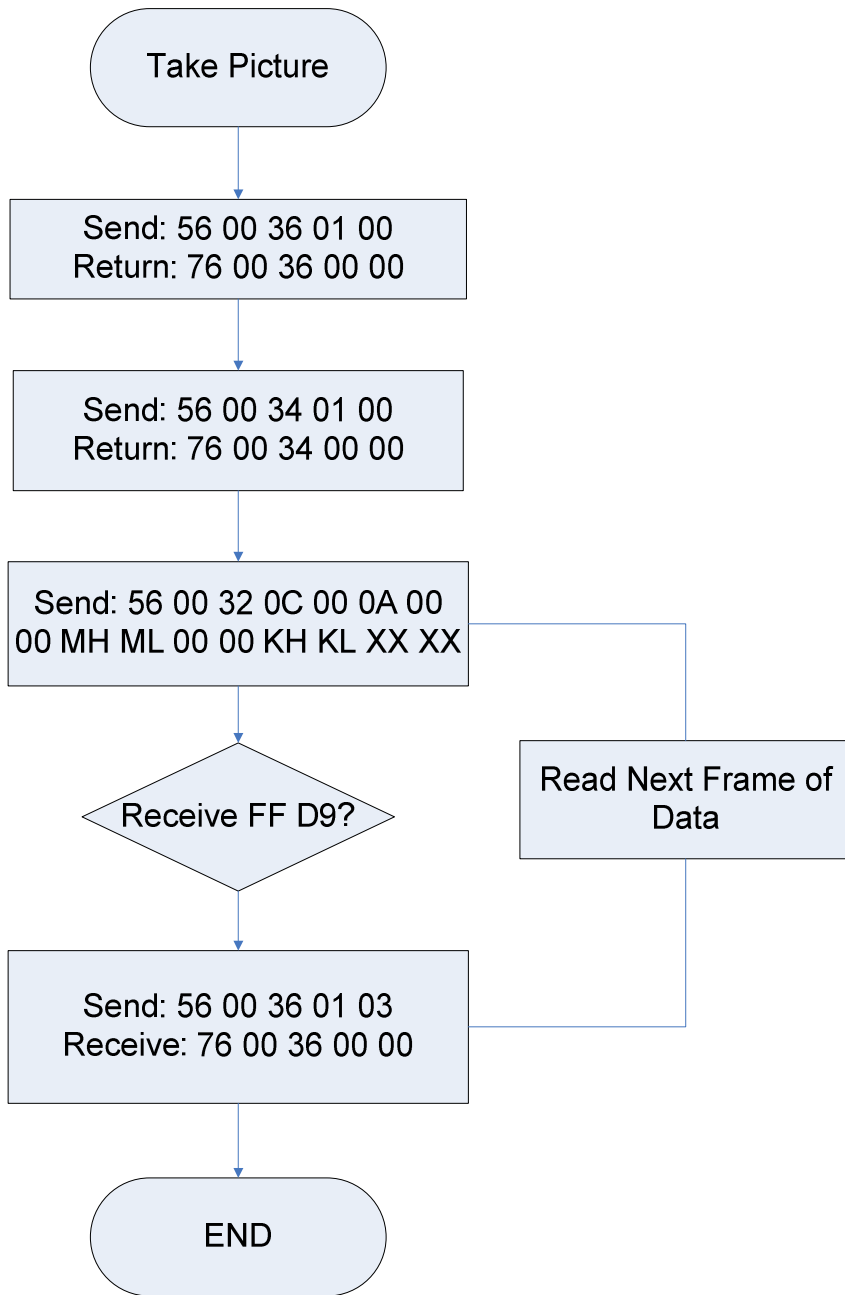 Take Picture
Send: 56 00 36 01 00
Return: 76 00 36 00 00
Send: 56 00 34 01 00
Return: 76 00 34 00 00
Send: 56 00 32 0C 00 0A 00
00 MH ML 00 00 KH KL XX XX
Receive FF D9?
Read Next Frame of
Data
Send: 56 00 36 01 03
Receive: 76 00 36 00 00
END